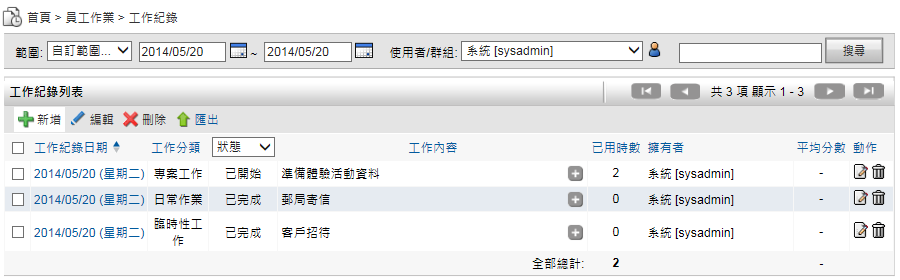 首頁 > 員工作業 > 工作紀錄
範圍: 自訂範圍... 2014/05/20 ~ 2014/05/20 使用者/群組: 系統 [sysadmin] 搜尋
工作紀錄列表 共 3 項 顯示 1 - 3
新增 編輯 刪除 匯出
工作紀錄日期 工作分類 狀態 工作內容 已用時數 擁有者 平均分數 動作
2014/05/20 (星期二) 專案工作 已開始 準備體驗活動資料 2 系統 [sysadmin] -
2014/05/20 (星期二) 日常作業 已完成 郵局寄信 0 系統 [sysadmin] -
2014/05/20 (星期二) 臨時性工作 已完成 客戶招待 0 系統 [sysadmin] -
全部總計: 2 -